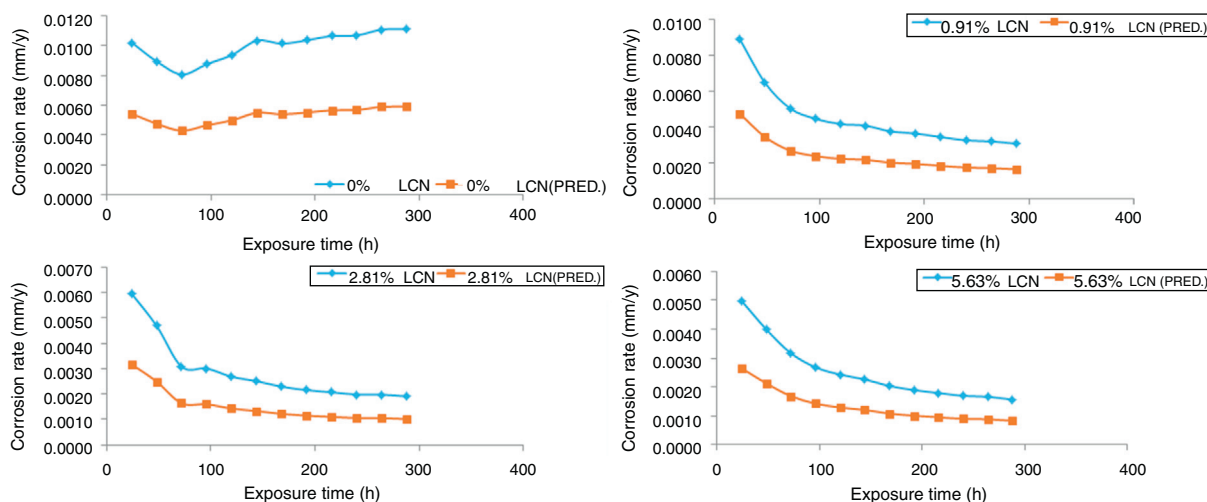 0.0120
0.0100
0.0080
0.0060
0.0040
0.0020
0.0000
Corrosion rate (mm/y)
0% LCN 0% LCN(PRED.)
0 100 200 300 400
Exposure time (h)
0.0100
0.0080
0.0060
0.0040
0.0020
0.0000
Corrosion rate (mm/y)
0.91% LCN 0.91% LCN (PRED.)
0 100 200 300 400
Exposure time (h)
0.0070
0.0060
0.0050
0.0040
0.0030
0.0020
0.0010
0.0000
Corrosion rate (mm/y)
2.81% LCN 2.81% LCN(PRED.)
0 100 200 300 400
Exposure time (h)
0.0060
0.0050
0.0040
0.0030
0.0020
0.0010
0.0000
Corrosion rate (mm/y)
5.63% LCN 5.63% LCN (PRED.)
0 100 200 300 400
Exposure time (h)